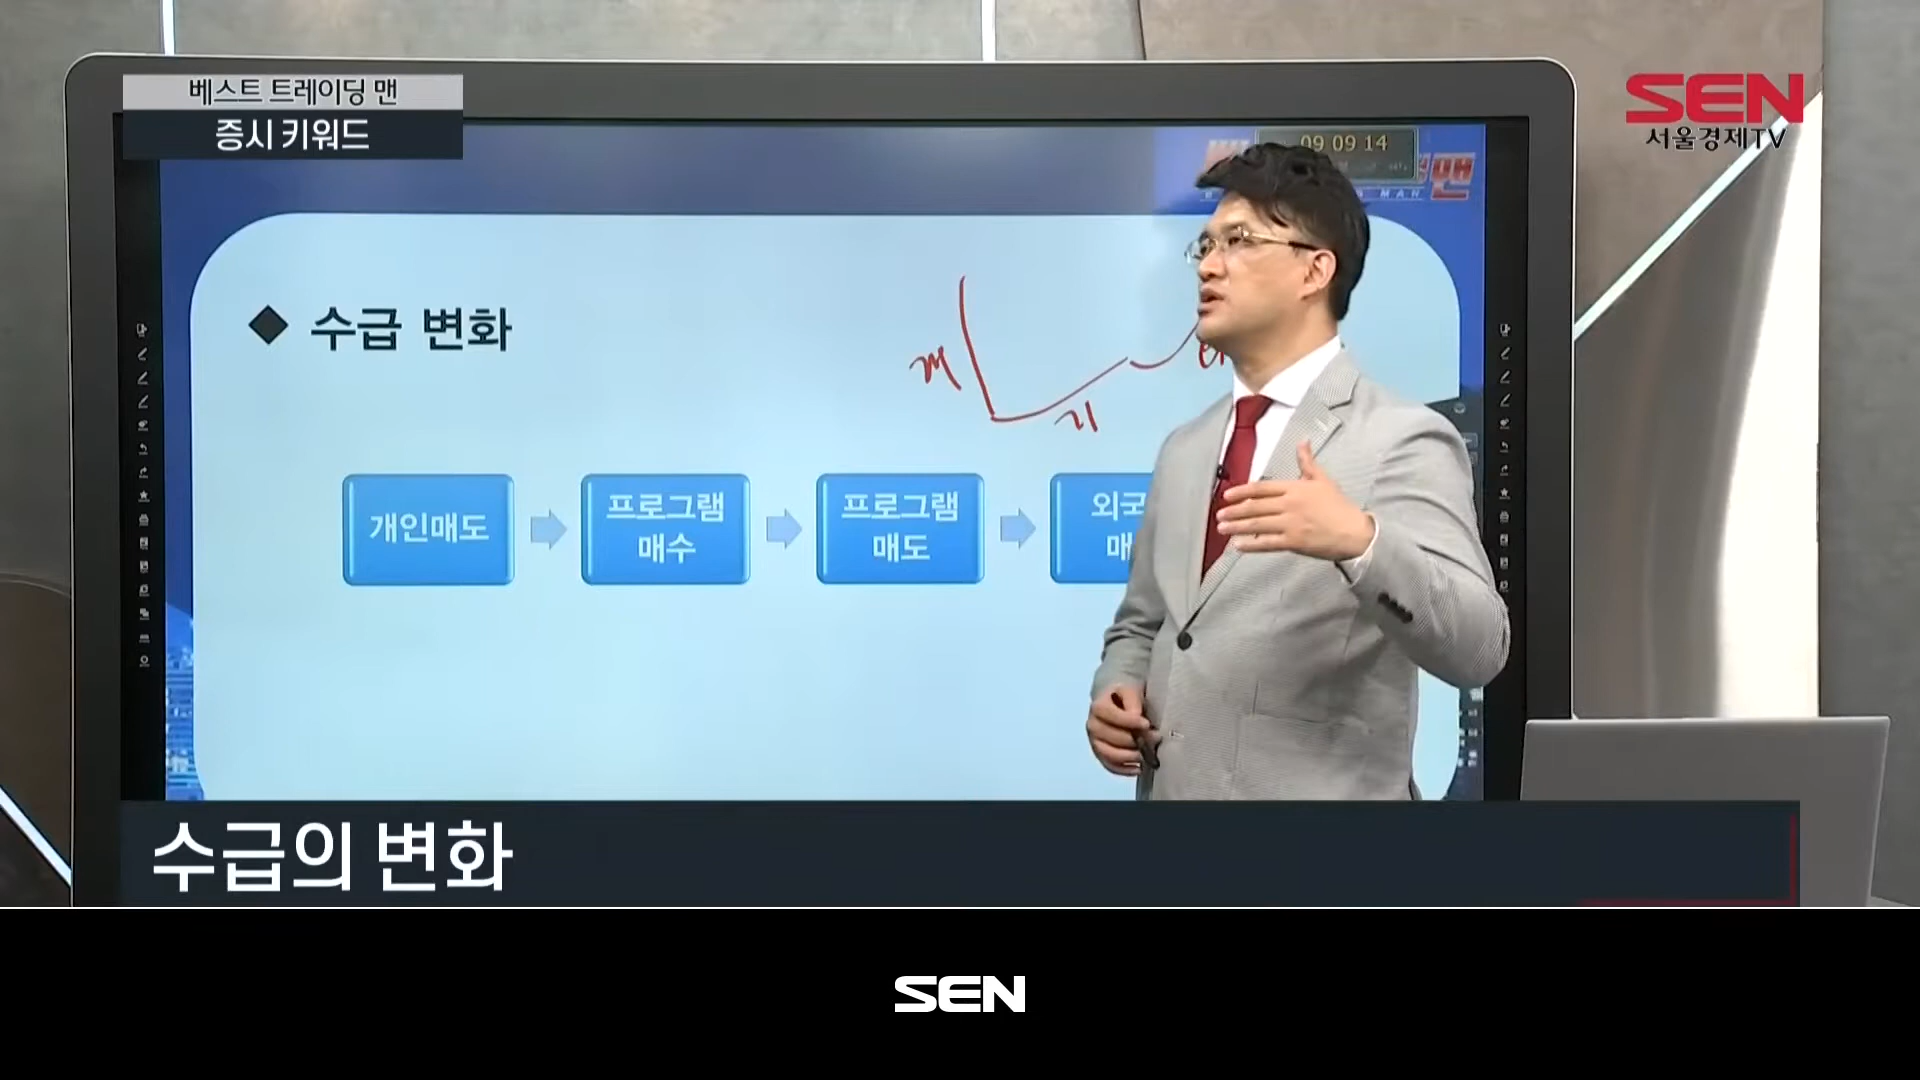 베스트 트레이딩 맨
증시 키워드
SEN
서울경제TV
09 09 14
맨
수급 변화
개인매도
프로그램
매수
프로그램
매도
수급의 변화
SEN